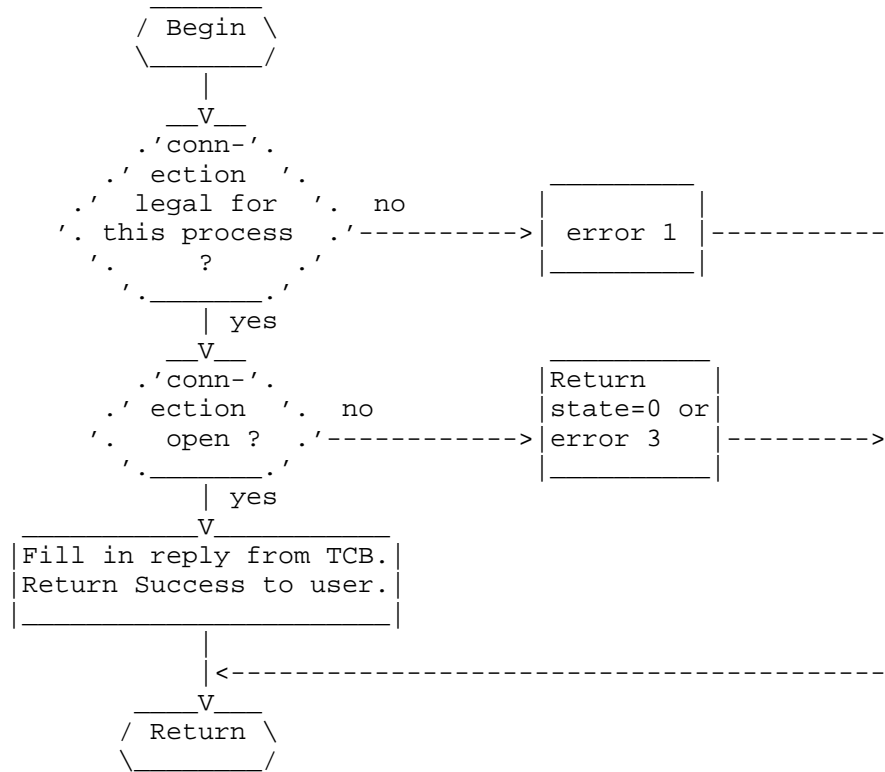 Begin
conn-
ection
legal for no
this process error 1
?
yes
conn- Return
ection no state=0 or
open ? error 3
yes
Fill in reply from TCB.
Return Success to user.
Return